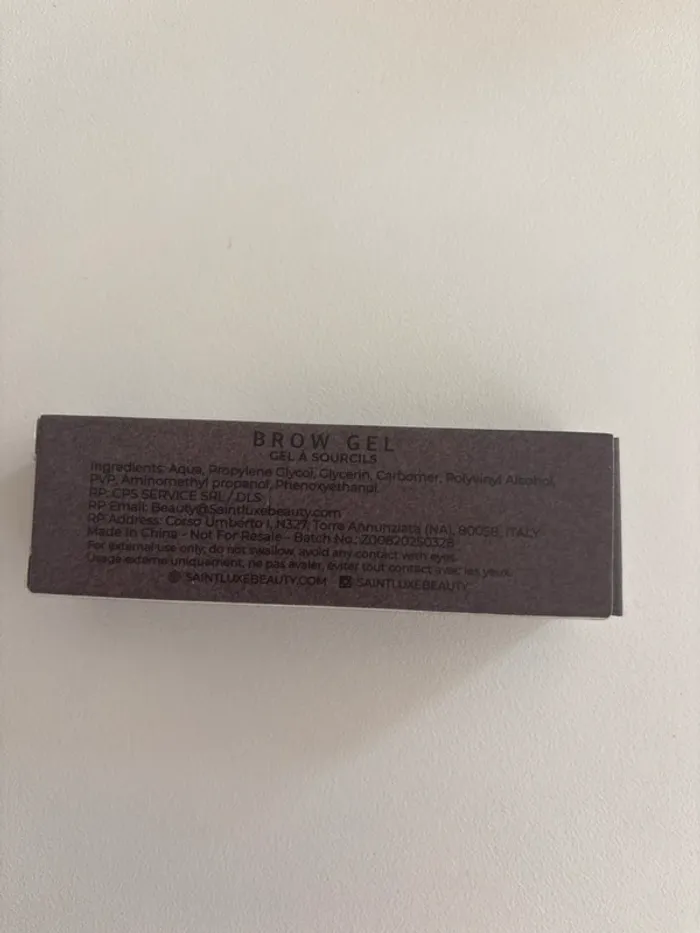 BROW GEL
GEL À SOURCILS
Ingredients: Aqua, Propylene Glycol, Glycerin, Carbomer, Polyvinyl Alcohol,
PVP, Aminomethyl propanol, Phenoxyethanol.
RP: CPS SERVICE SRL / DLS
RP Email: Beauty@Saintluxebeauty.com
RP Address: Corso Umberto I, N327, Torre Annunziata (NA), 80058, ITALY
Made In China - Not For Resale - Batch No.: Z00820250328
For external use only, do not swallow, avoid any contact with eyes.
Usage externe uniquement, ne pas avaler, éviter tout contact avec les yeux.
SAINTLUXEBEAUTY.COM SAINTLUXEBEAUTY